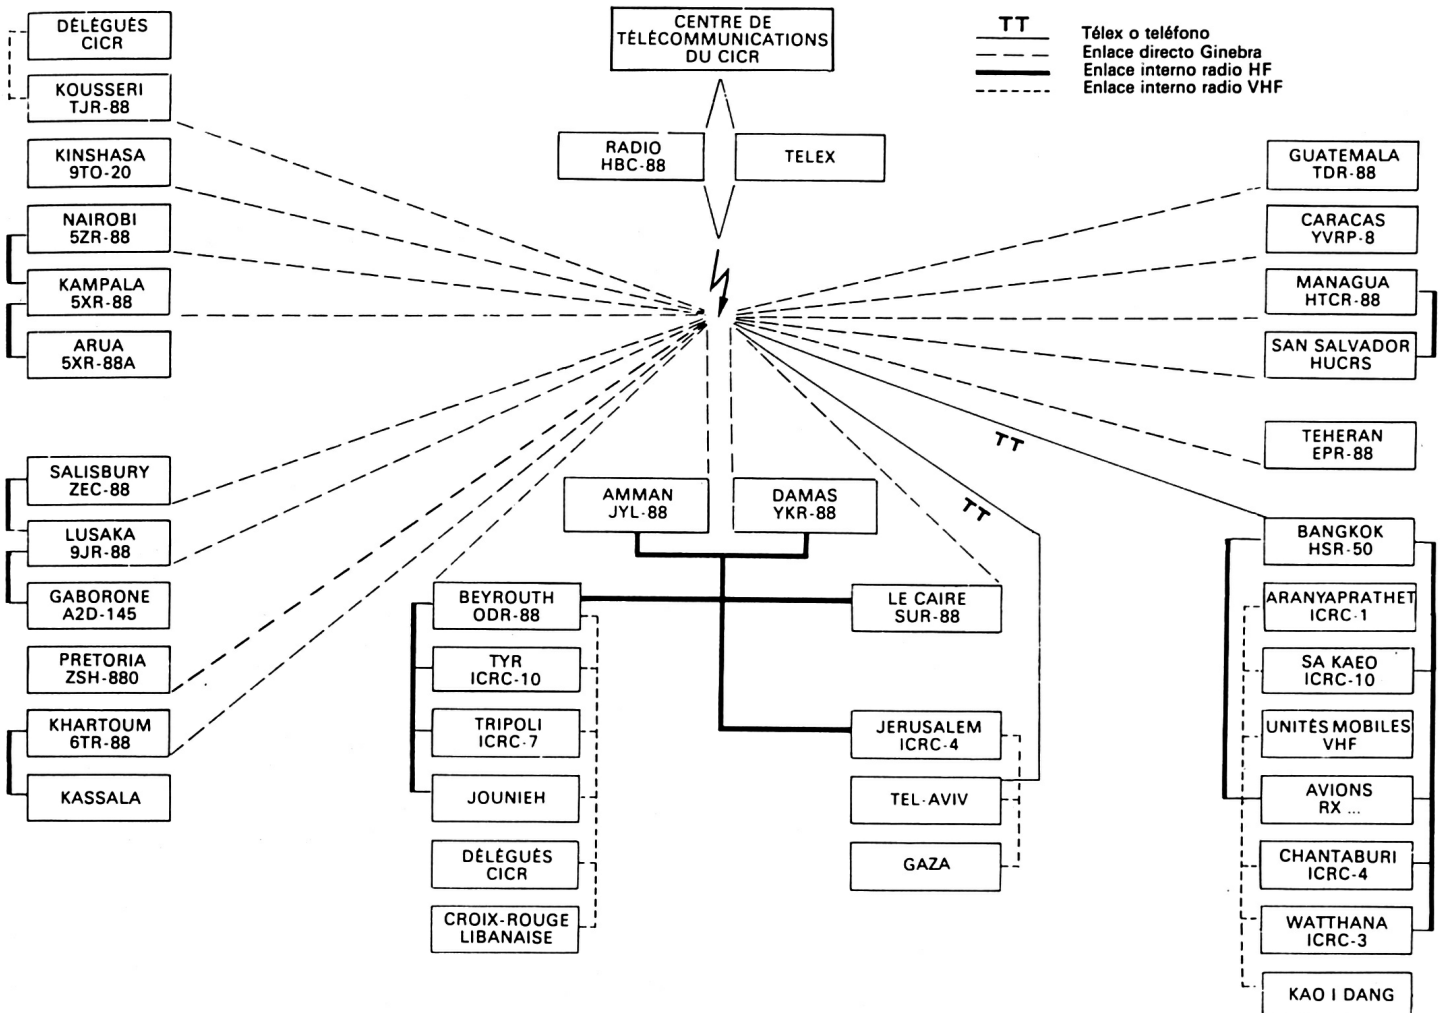 CENTRE DE
TÉLÉCOMMUNICATIONS
DU CICR
RADIO
HBC-88
TELEX
TT
Télex o teléfono
Enlace directo Ginebra
Enlace interno radio HF
Enlace interno radio VHF
DÉLÉGUÉS
CICR
KOUSSERI
TJR-88
KINSHASA
9TO-20
NAIROBI
5ZR-88
KAMPALA
5XR-88
ARUA
5XR-88A
SALISBURY
ZEC-88
LUSAKA
9JR-88
GABORONE
A2D-145
PRETORIA
ZSH-880
KHARTOUM
6TR-88
KASSALA
AMMAN
JYL-88
DAMAS
YKR-88
BEYROUTH
ODR-88
TYR
ICRC-10
TRIPOLI
ICRC-7
JOUNIEH
DÉLÉGUÉS
CICR
CROIX-ROUGE
LIBANAISE
LE CAIRE
SUR-88
JERUSALEM
ICRC-4
TEL-AVIV
GAZA
TT
TT
GUATEMALA
TDR-88
CARACAS
YVRP-8
MANAGUA
HTCR-88
SAN SALVADOR
HUCRS
TEHERAN
EPR-88
BANGKOK
HSR-50
ARANYAPRATHET
ICRC-1
SA KAEO
ICRC-10
UNITÉS MOBILES
VHF
AVIONS
RX ...
CHANTABURI
ICRC-4
WATTHANA
ICRC-3
KAO I DANG